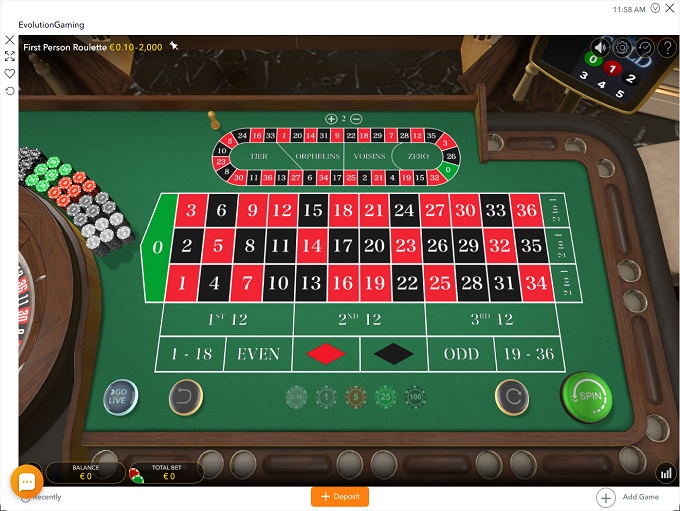 11:58 AM
EvolutionGaming
First Person Roulette €0.10-2,000
?
0 1 2
3 4 5
2
24 16 33 1 20 14 31 9 22 18 29 7 28 12 35
5 3
10 TIER ORPHELINS VOISINS ZERO 26
23 0
8
30 11 36 13 27 6 34 17 25 2 21 4 19 15 32
3 6 9 12 15 18 21 24 27 30 33 36 2 to 1
0 2 5 8 11 14 17 20 23 26 29 32 35 2 to 1
1 4 7 10 13 16 19 22 25 28 31 34 2 to 1
1ST 12 2ND 12 3RD 12
1 - 18 EVEN ODD 19 - 36
GO
LIVE
0.10 1 5 25 100
SPIN
BALANCE
€ 0
TOTAL BET
€ 0
Recently
+ Deposit
+ Add Game